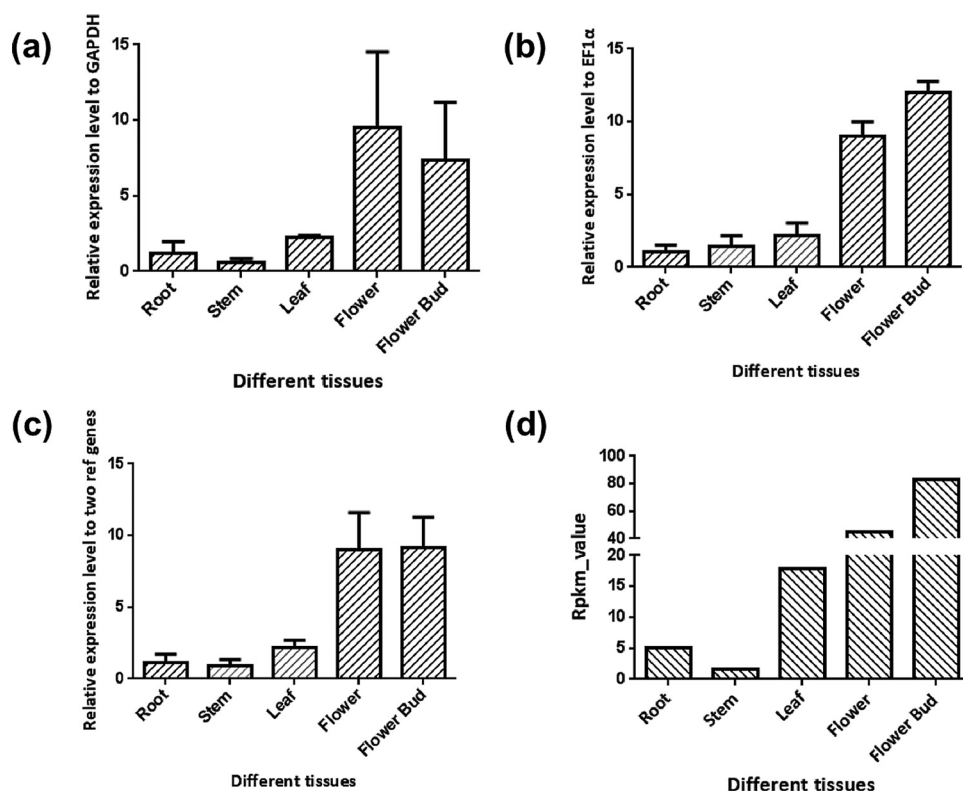 (a)
Relative expression level to GAPDH
15
10
5
0
Root
Stem
Leaf
Flower
Flower Bud
Different tissues
(b)
Relative expression level to EF1α
15
10
5
0
Root
Stem
Leaf
Flower
Flower Bud
Different tissues
(c)
Relative expression level to two ref genes
15
10
5
0
Root
Stem
Leaf
Flower
Flower Bud
Different tissues
(d)
Rpkm_value
100
80
60
40
20
15
10
5
0
Root
Stem
Leaf
Flower
Flower Bud
Different tissues